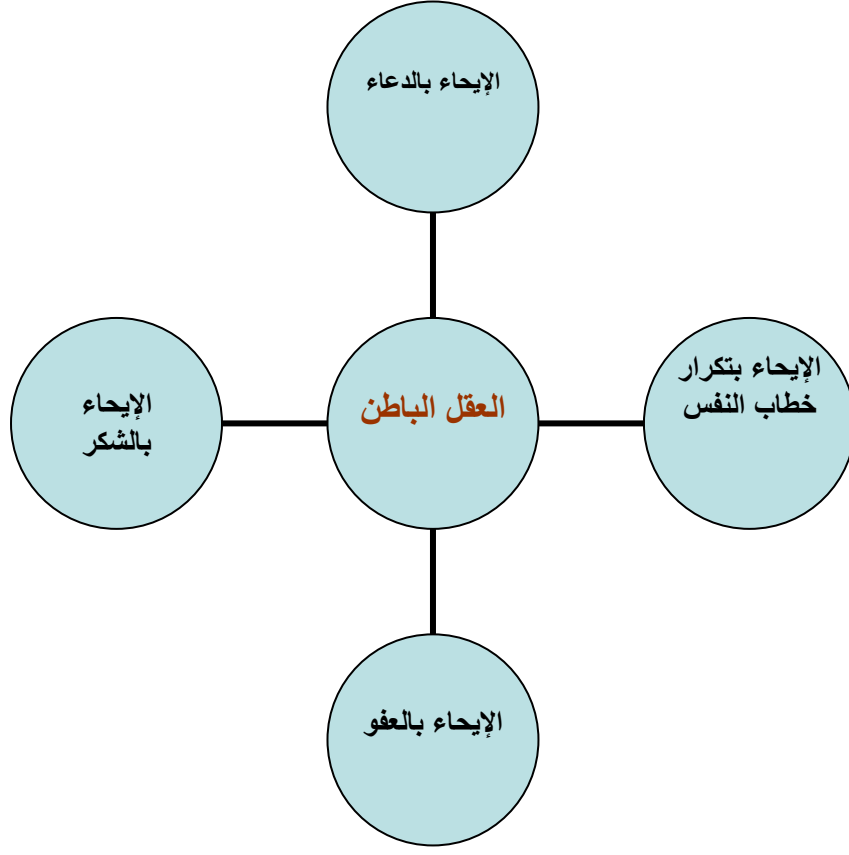 الإيحاء بالدعاء
الإيحاء بتكرار
خطاب النفس
العقل الباطن
الإيحاء
بالشكر
الإيحاء بالعفو